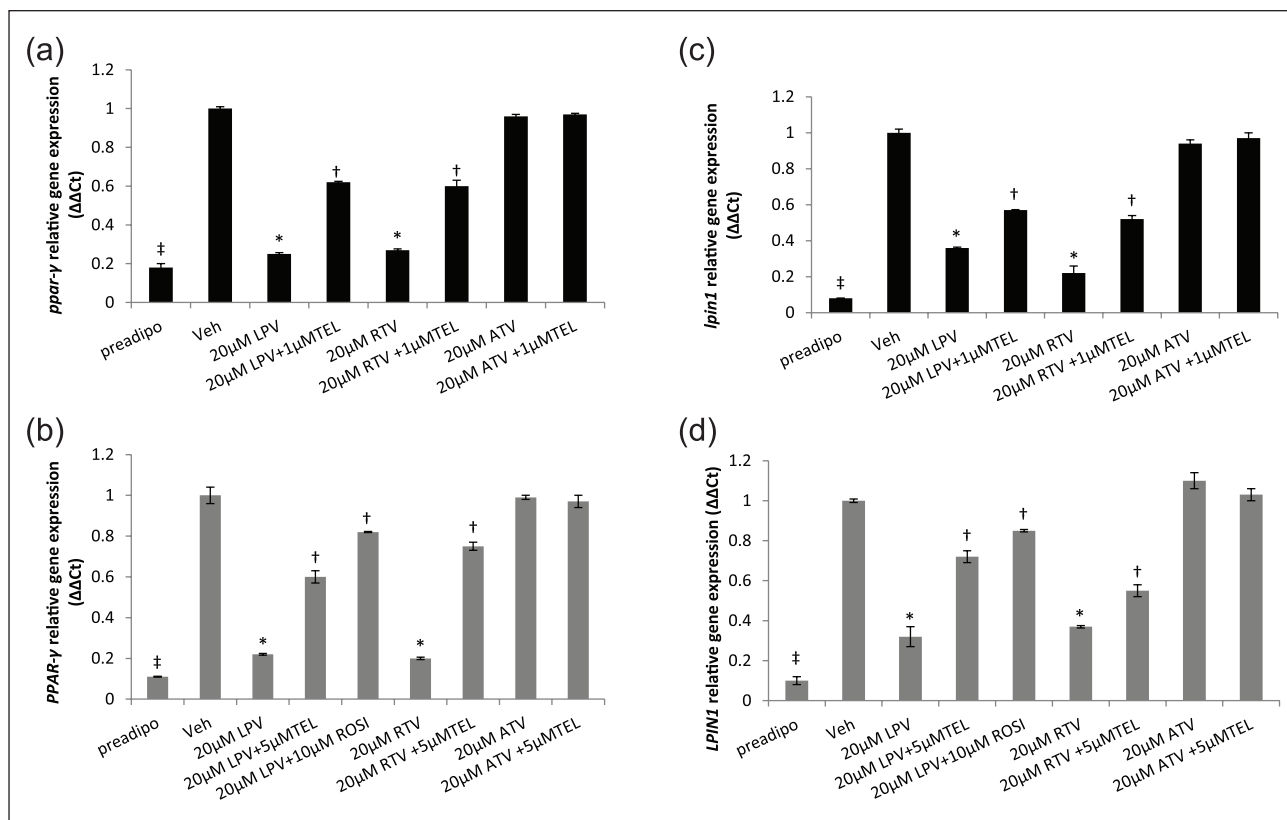 (a)
ppar-γ relative gene expression
(ΔΔCt)
1.2
1
0.8
0.6
0.4
0.2
0
‡
*
†
*
†
preadipo
Veh
20μM LPV
20μM LPV+1μMTEL
20μM RTV
20μM RTV +1μMTEL
20μM ATV
20μM ATV +1μMTEL
(c)
lpin1 relative gene expression
(ΔΔCt)
1.2
1
0.8
0.6
0.4
0.2
0
‡
*
†
*
†
preadipo
Veh
20μM LPV
20μM LPV+1μMTEL
20μM RTV
20μM RTV +1μMTEL
20μM ATV
20μM ATV +1μMTEL
(b)
PPAR-γ relative gene expression
(ΔΔCt)
1.2
1
0.8
0.6
0.4
0.2
0
‡
*
†
†
*
†
preadipo
Veh
20μM LPV
20μM LPV+5μMTEL
20μM LPV+10μM ROSI
20μM RTV
20μM RTV +5μMTEL
20μM ATV
20μM ATV +5μMTEL
(d)
LPIN1 relative gene expression (ΔΔCt)
1.2
1
0.8
0.6
0.4
0.2
0
‡
*
†
†
*
†
preadipo
Veh
20μM LPV
20μM LPV+5μMTEL
20μM LPV+10μM ROSI
20μM RTV
20μM RTV +5μMTEL
20μM ATV
20μM ATV +5μMTEL